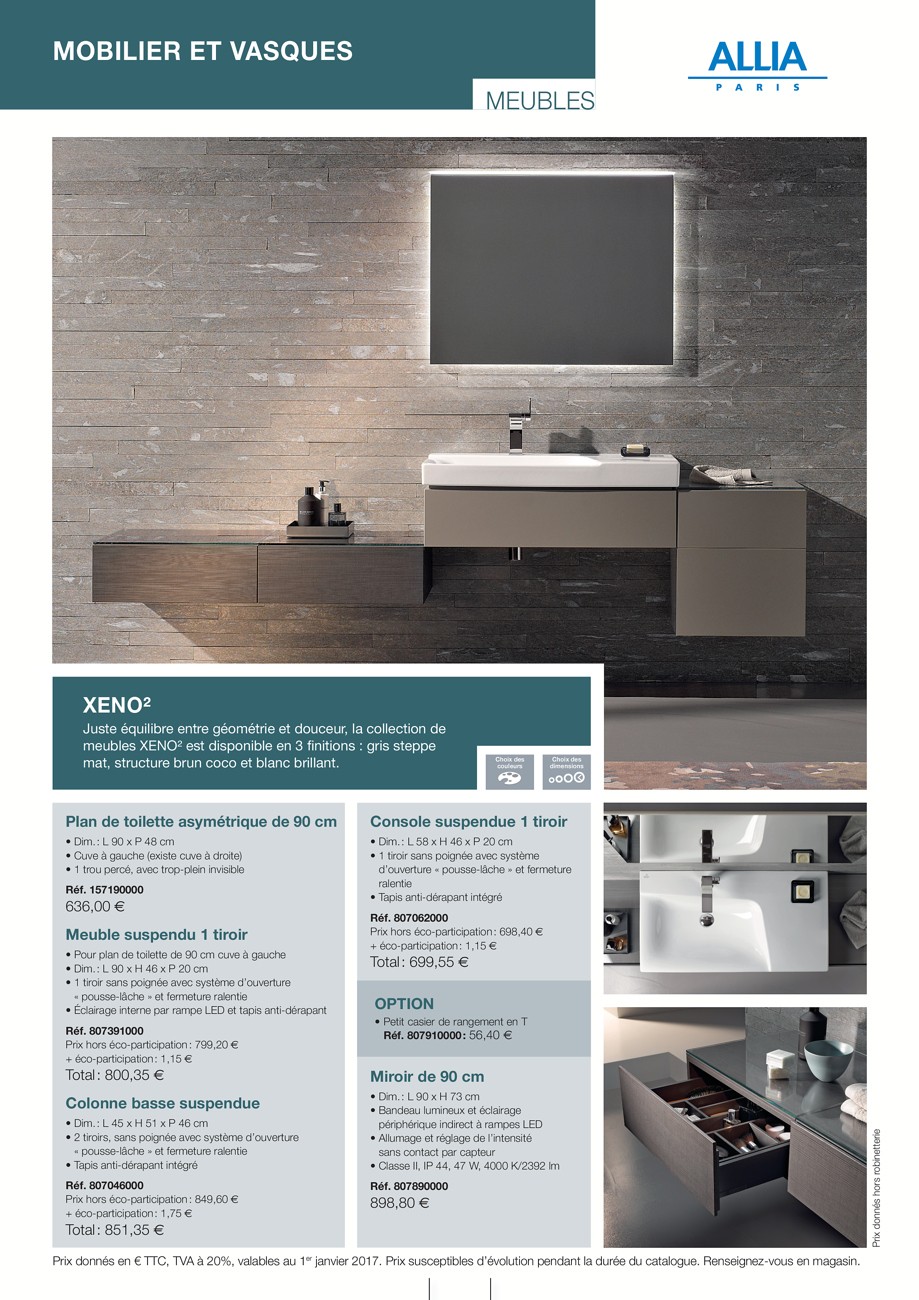 MOBILIER ET VASQUES
MEUBLES
ALLIA
PARIS
XENO²
Juste équilibre entre géométrie et douceur, la collection de
meubles XENO² est disponible en 3 finitions : gris steppe
mat, structure brun coco et blanc brillant.
Choix des
couleurs
Choix des
dimensions
Plan de toilette asymétrique de 90 cm
• Dim. : L 90 x P 48 cm
• Cuve à gauche (existe cuve à droite)
• 1 trou percé, avec trop-plein invisible
Réf. 157190000
636,00 €
Meuble suspendu 1 tiroir
• Pour plan de toilette de 90 cm cuve à gauche
• Dim. : L 90 x H 46 x P 20 cm
• 1 tiroir sans poignée avec système d'ouverture
« pousse-lâche » et fermeture ralentie
• Éclairage interne par rampe LED et tapis anti-dérapant
Réf. 807391000
Prix hors éco-participation : 799,20 €
+ éco-participation : 1,15 €
Total : 800,35 €
Colonne basse suspendue
• Dim. : L 45 x H 51 x P 46 cm
• 2 tiroirs, sans poignée avec système d'ouverture
« pousse-lâche » et fermeture ralentie
• Tapis anti-dérapant intégré
Réf. 807046000
Prix hors éco-participation : 849,60 €
+ éco-participation : 1,75 €
Total : 851,35 €
Console suspendue 1 tiroir
• Dim. : L 58 x H 46 x P 20 cm
• 1 tiroir sans poignée avec système
d'ouverture « pousse-lâche » et fermeture
ralentie
• Tapis anti-dérapant intégré
Réf. 807062000
Prix hors éco-participation : 698,40 €
+ éco-participation : 1,15 €
Total : 699,55 €
OPTION
• Petit casier de rangement en T
Réf. 807910000 : 56,40 €
Miroir de 90 cm
• Dim. : L 90 x H 73 cm
• Bandeau lumineux et éclairage
périphérique indirect à rampes LED
• Allumage et réglage de l'intensité
sans contact par capteur
• Classe II, IP 44, 47 W, 4000 K/2392 lm
Réf. 807890000
898,80 €
Prix donnés hors robinetterie
Prix donnés en € TTC, TVA à 20%, valables au 1er janvier 2017. Prix susceptibles d'évolution pendant la durée du catalogue. Renseignez-vous en magasin.